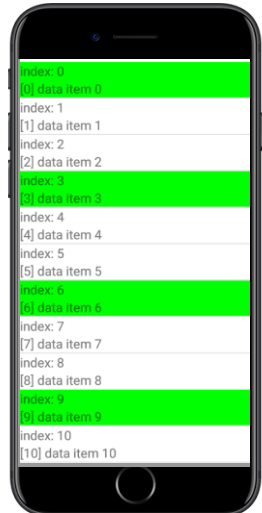 index: 0
[0] data item 0
index: 1
[1] data item 1
index: 2
[2] data item 2
index: 3
[3] data item 3
index: 4
[4] data item 4
index: 5
[5] data item 5
index: 6
[6] data item 6
index: 7
[7] data item 7
index: 8
[8] data item 8
index: 9
[9] data item 9
index: 10
[10] data item 10